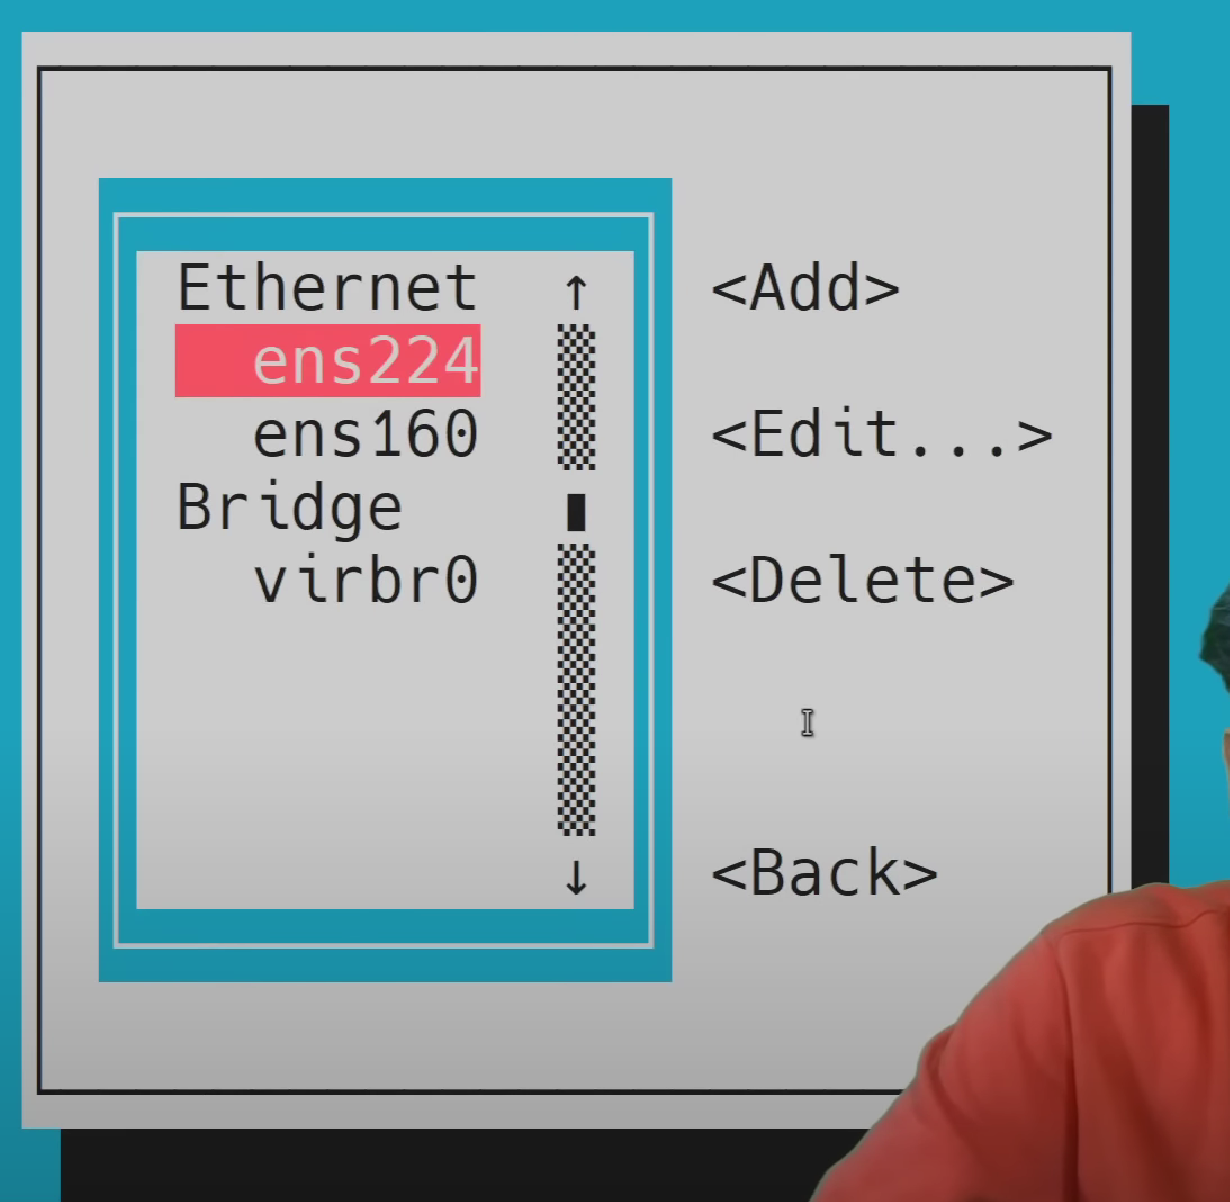 Ethernet ↑ <Add>
ens224
ens160 <Edit...>
Bridge
virbr0 <Delete>
↓ <Back>